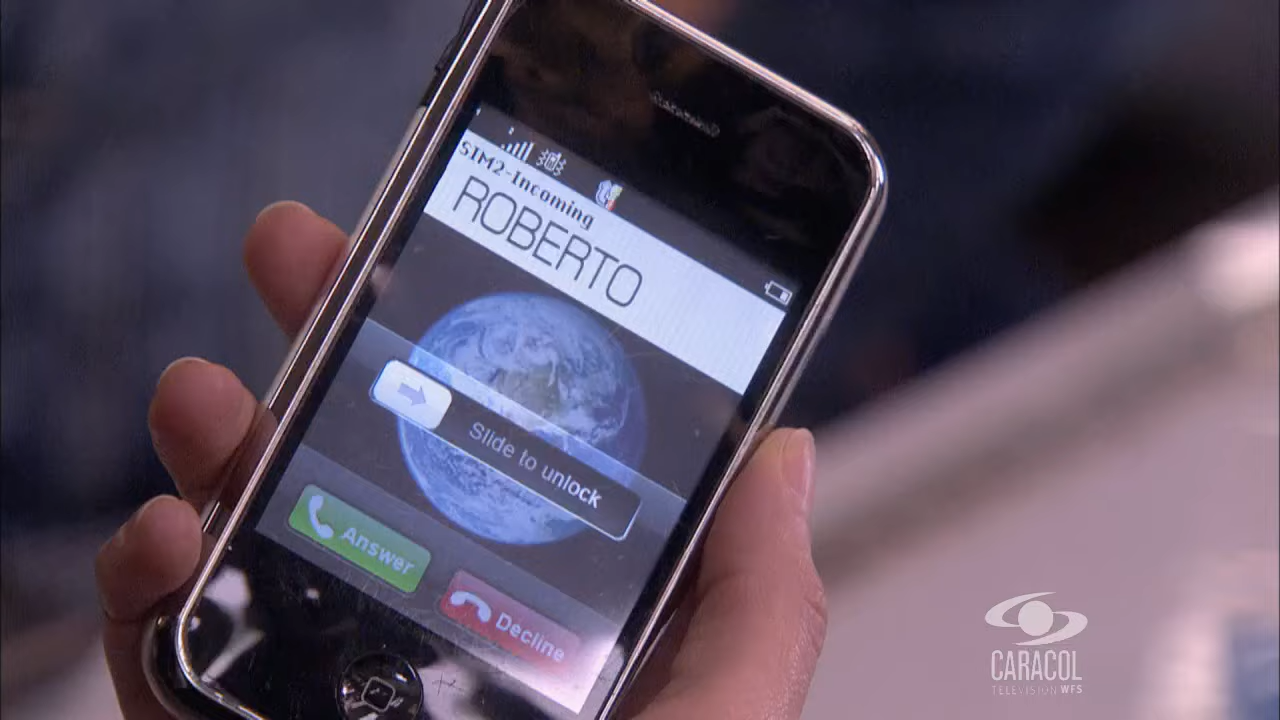 SIM2-Incoming
ROBERTO
Slide to unlock
Answer
Decline
CARACOL
TELEVISION WFS